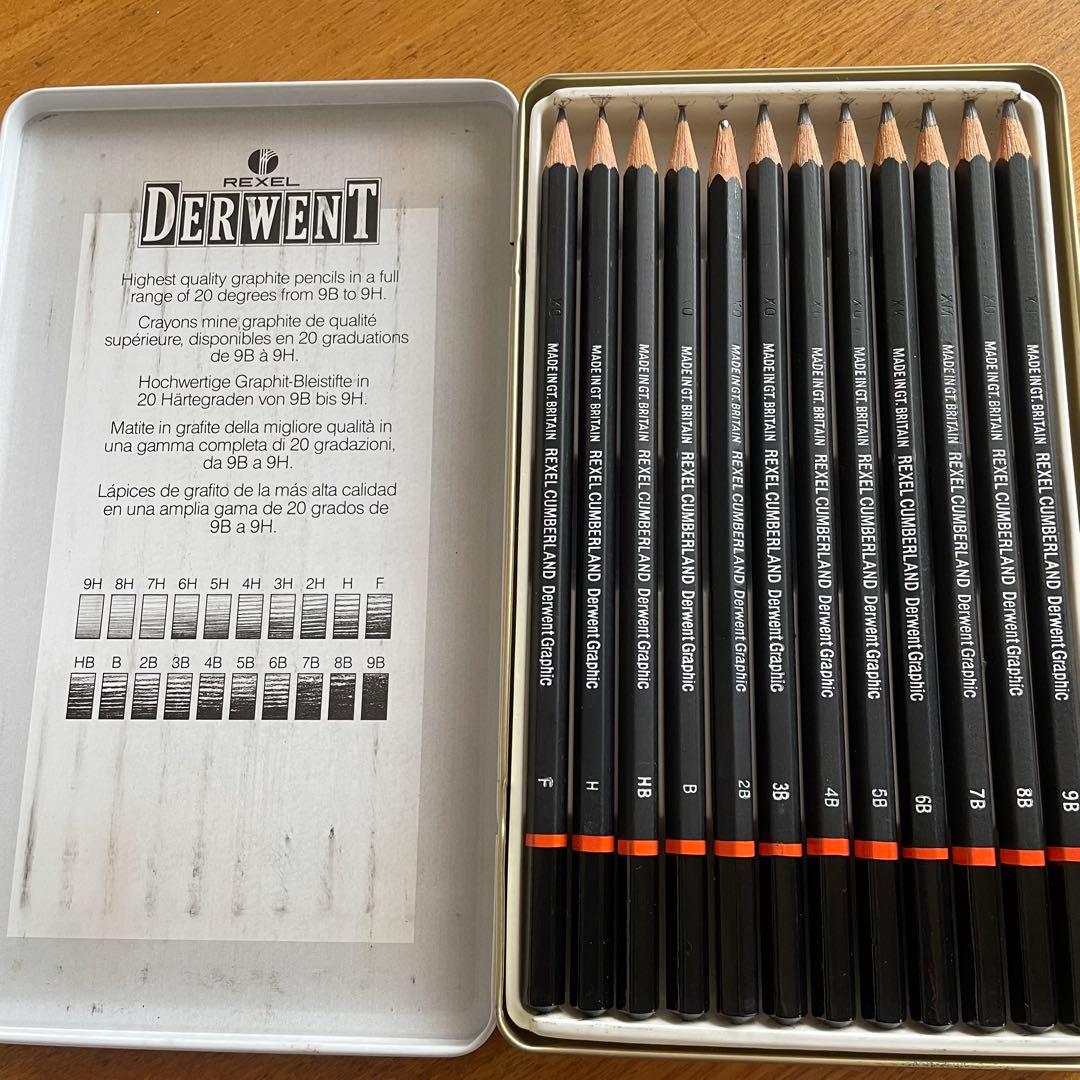 REXEL
DERWENT
Highest quality graphite pencils in a full
range of 20 degrees from 9B to 9H.
Crayons mine graphite de qualité
supérieure, disponibles en 20 graduations
de 9B à 9H.
Hochwertige Graphit-Bleistifte in
20 Härtegraden von 9B bis 9H.
Matite in grafite della migliore qualità in
una gamma completa di 20 gradazioni,
da 9B a 9H.
Lápices de grafito de la más alta calidad
en una amplia gama de 20 grados de
9B a 9H.
9H 8H 7H 6H 5H 4H 3H 2H H F
HB B 2B 3B 4B 5B 6B 7B 8B 9B
MADE IN GT. BRITAIN REXEL CUMBERLAND Derwent Graphic F
MADE IN GT. BRITAIN REXEL CUMBERLAND Derwent Graphic H
MADE IN GT. BRITAIN REXEL CUMBERLAND Derwent Graphic HB
MADE IN GT. BRITAIN REXEL CUMBERLAND Derwent Graphic B
MADE IN GT. BRITAIN REXEL CUMBERLAND Derwent Graphic 2B
MADE IN GT. BRITAIN REXEL CUMBERLAND Derwent Graphic 3B
MADE IN GT. BRITAIN REXEL CUMBERLAND Derwent Graphic 4B
MADE IN GT. BRITAIN REXEL CUMBERLAND Derwent Graphic 5B
MADE IN GT. BRITAIN REXEL CUMBERLAND Derwent Graphic 6B
MADE IN GT. BRITAIN REXEL CUMBERLAND Derwent Graphic 7B
MADE IN GT. BRITAIN REXEL CUMBERLAND Derwent Graphic 8B
MADE IN GT. BRITAIN REXEL CUMBERLAND Derwent Graphic 9B